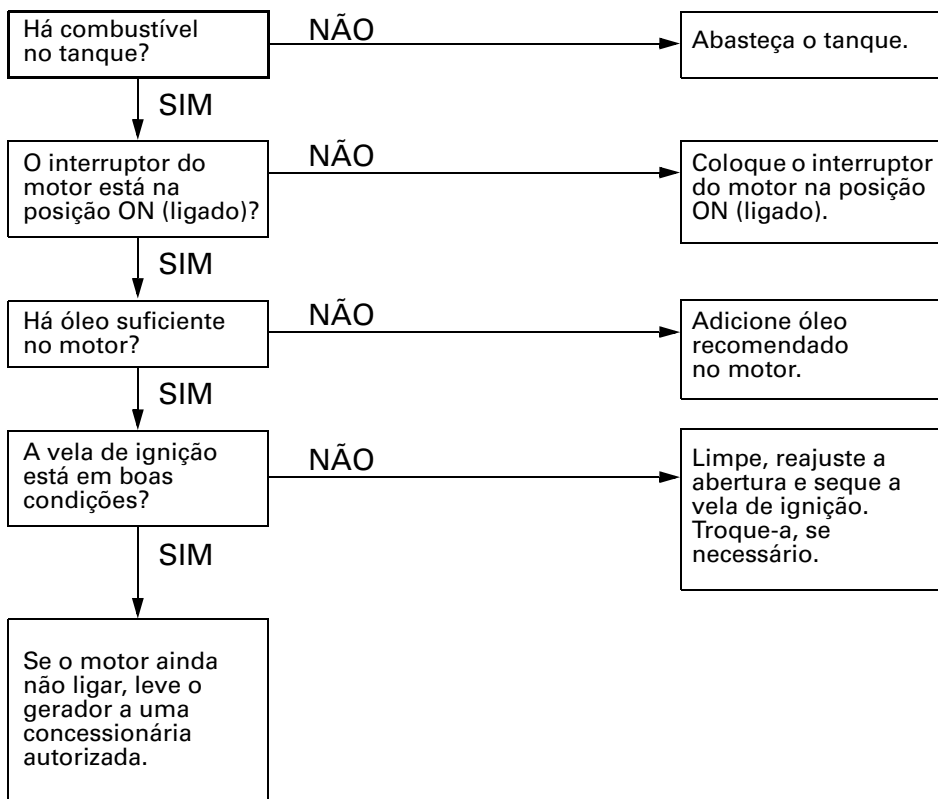 Há combustível
no tanque?
NÃO
Abasteça o tanque.
SIM
O interruptor do
motor está na
posição ON (ligado)?
NÃO
Coloque o interruptor
do motor na posição
ON (ligado).
SIM
Há óleo suficiente
no motor?
NÃO
Adicione óleo
recomendado
no motor.
SIM
A vela de ignição
está em boas
condições?
NÃO
Limpe, reajuste a
abertura e seque a
vela de ignição.
Troque-a, se
necessário.
SIM
Se o motor ainda
não ligar, leve o
gerador a uma
concessionária
autorizada.